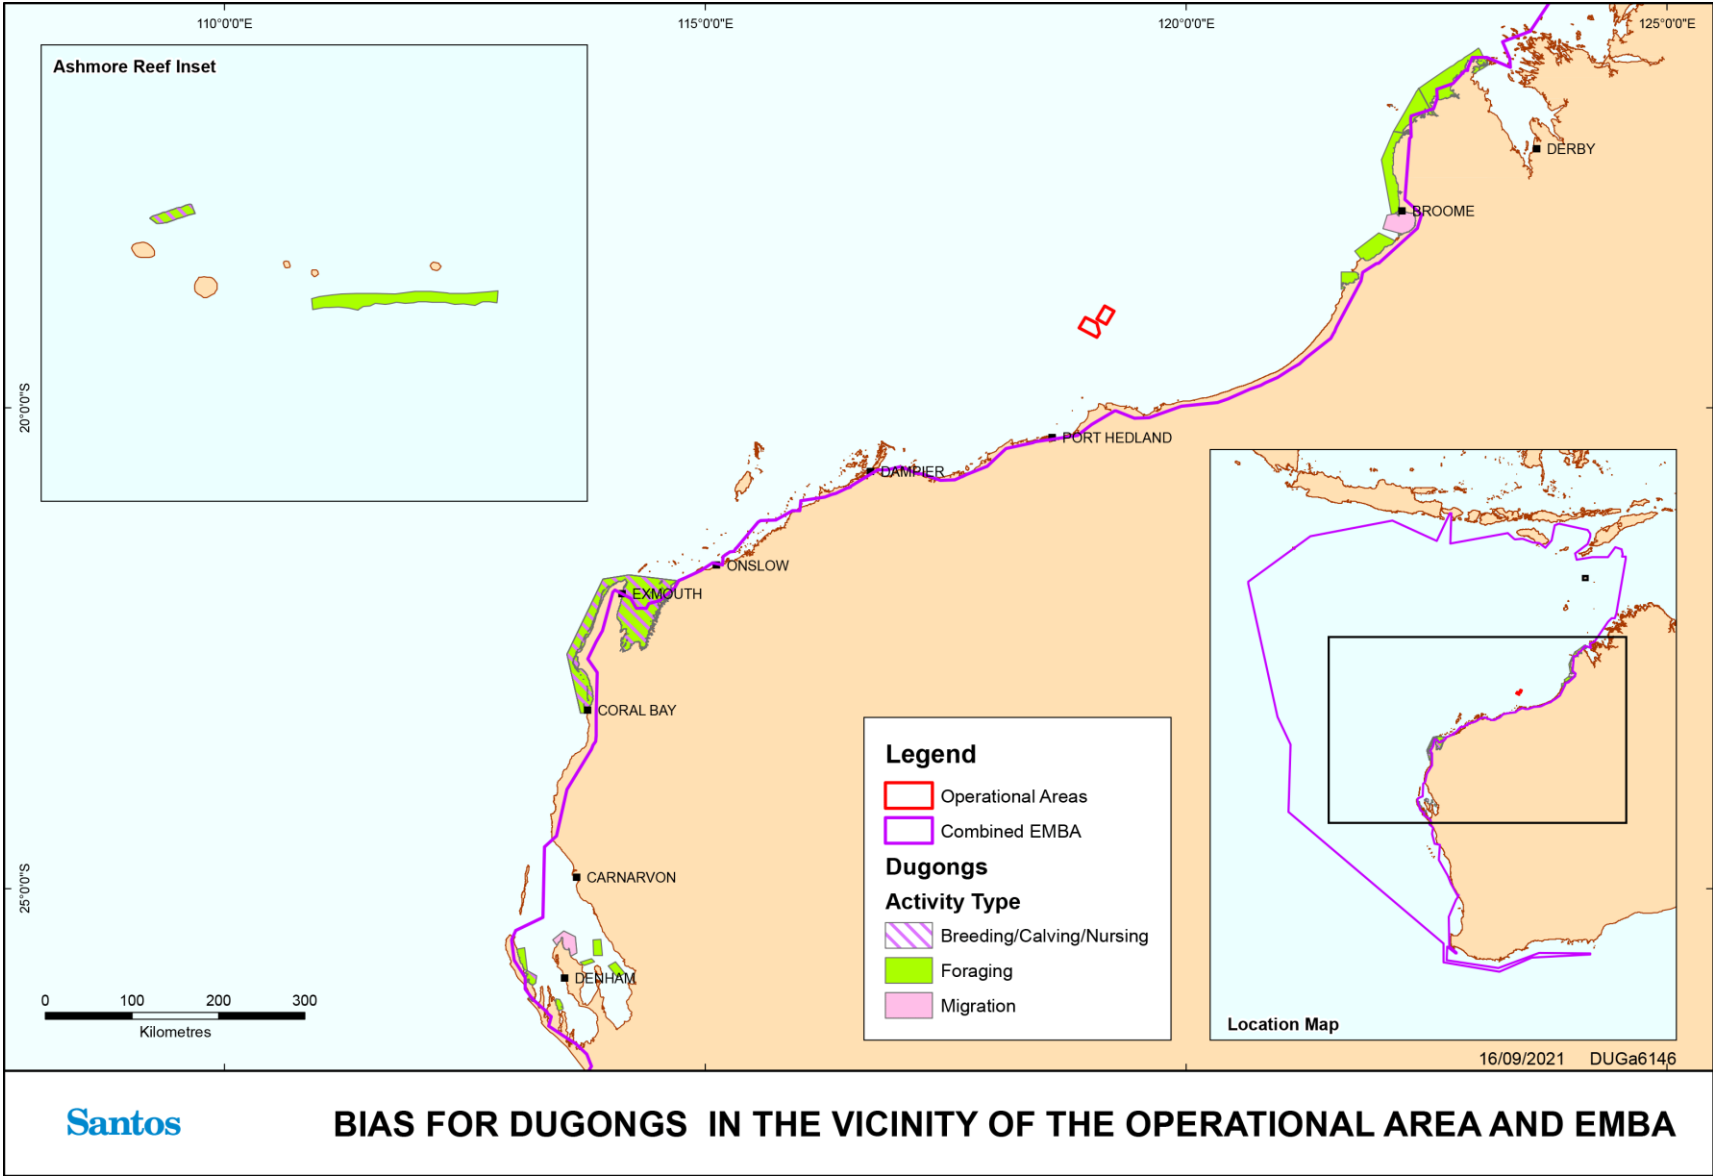 110°0'0"E
115°0'0"E
120°0'0"E
125°0'0"E
Ashmore Reef Inset
DERBY
BROOME
20°0'0"S
PORT HEDLAND
DAMPIER
ONSLOW
EXMOUTH
CORAL BAY
Legend
Operational Areas
Combined EMBA
Dugongs
Activity Type
Breeding/Calving/Nursing
Foraging
Migration
25°0'0"S
CARNARVON
DENHAM
0 100 200 300
Kilometres
Location Map
16/09/2021 DUGa6146
Santos
BIAS FOR DUGONGS IN THE VICINITY OF THE OPERATIONAL AREA AND EMBA